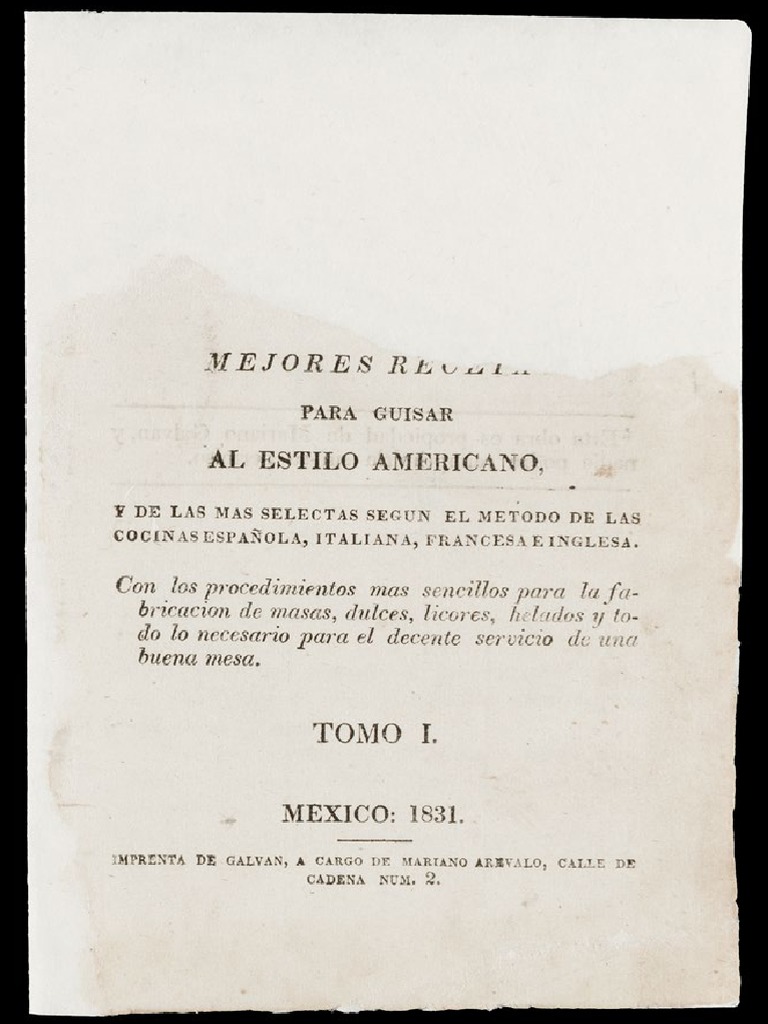 MEJORES
PARA GUISAR
AL ESTILO AMERICANO,
Y DE LAS MAS SELECTAS SEGUN EL METODO DE LAS
COCINAS ESPAÑOLA, ITALIANA, FRANCESA E INGLESA.
Con los procedimientos mas sencillos para la fa-
bricacion de masas, dulces, licores, helados y to-
do lo necesario para el decente servicio de una
buena mesa.
TOMO I.
MEXICO: 1831.
IMPRENTA DE GALVAN, A CARGO DE MARIANO AREVALO, CALLE DE
CADENA NUM. 2.